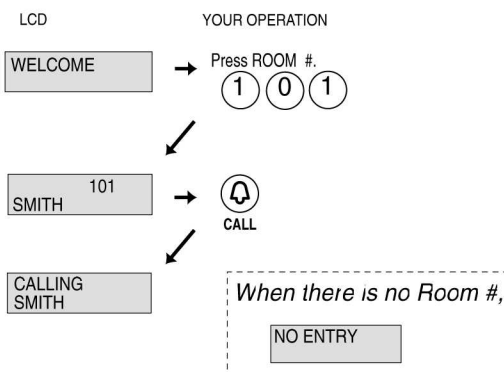 LCD YOUR OPERATION
WELCOME
Press ROOM #.
1 0 1
101
SMITH
CALL
CALLING
SMITH
When there is no Room #,
NO ENTRY